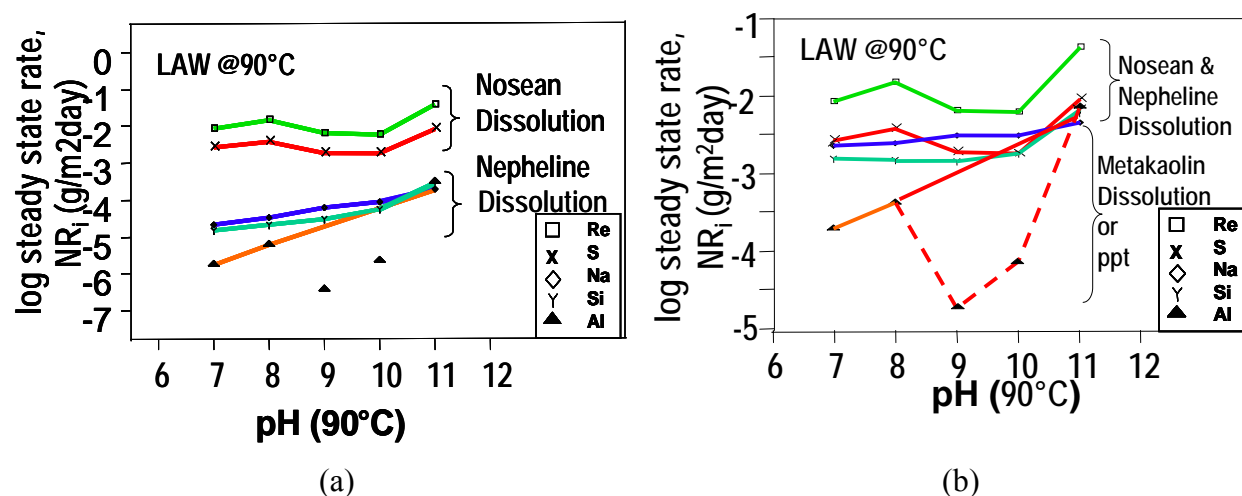 log steady state rate,
NRi (g/m2day)
0
-1
-2
-3
-4
-5
-6
-7
LAW @90°C
Nosean
Dissolution
Nepheline
Dissolution
Re
S
Na
Si
Al
6 7 8 9 10 11 12
pH (90°C)
(a)
log steady state rate,
NRi (g/m²day)
-1
-2
-3
-4
-5
LAW @90°C
Nosean &
Nepheline
Dissolution
Metakaolin
Dissolution
or
ppt
Re
S
Na
Si
Al
6 7 8 9 10 11 12
pH (90°C)
(b)